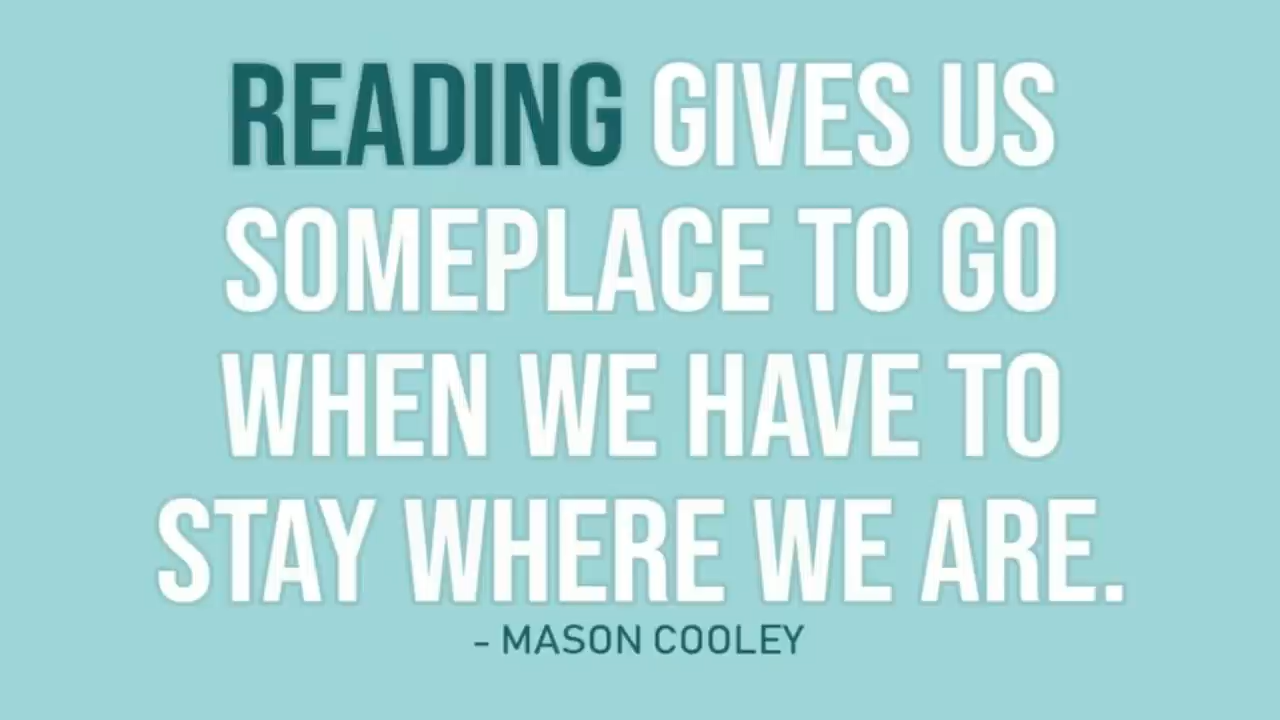 READING GIVES US
SOMEPLACE TO GO
WHEN WE HAVE TO
STAY WHERE WE ARE.
- MASON COOLEY